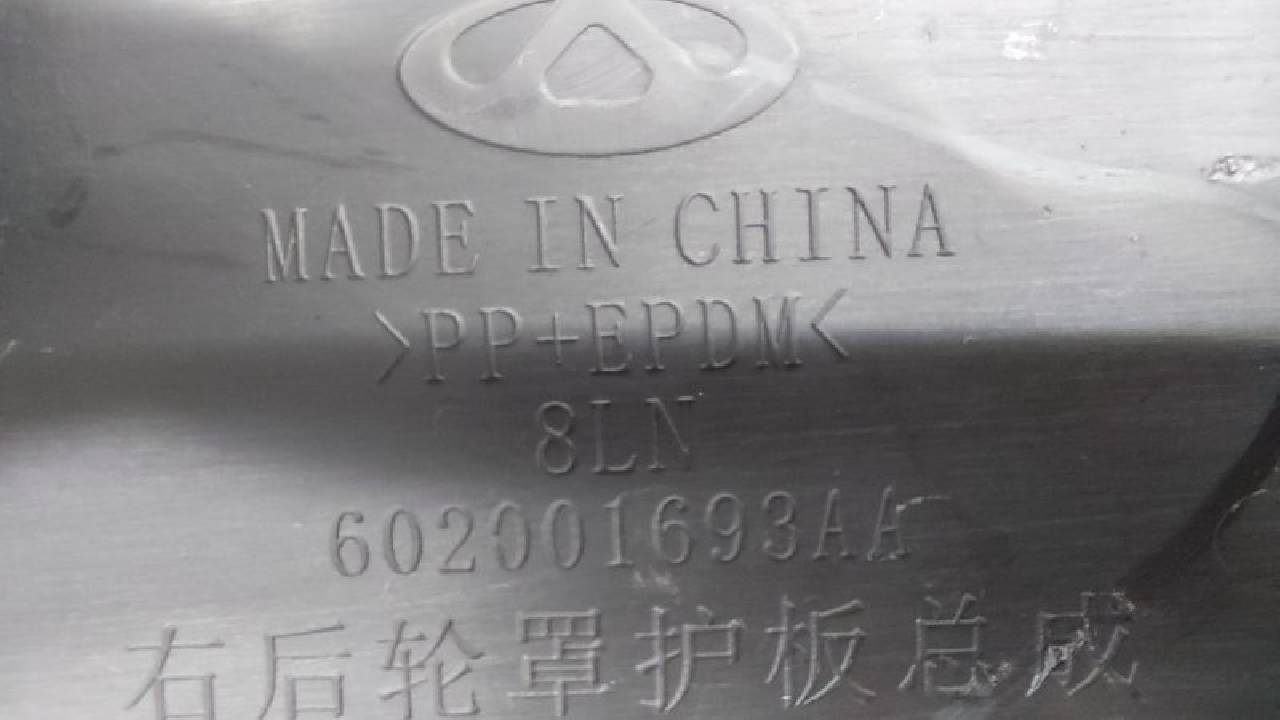 MADE IN CHINA
>PP+EPDM<
8LN
602001693AA
右后轮罩护板总成